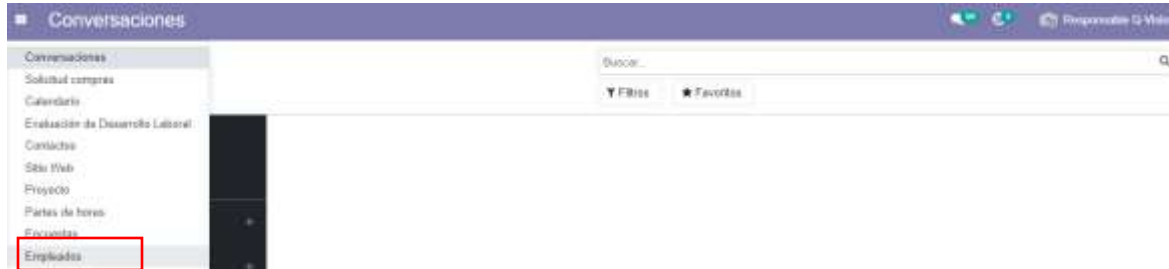 Conversaciones
Responsable Q-Vision
Conversaciones
Buscar...
Solicitud compras
Filtros Favoritos
Calendario
Evaluación de Desarrollo Laboral
Contactos
Sitio Web
Proyecto
Partes de horas
Encuestas
Empleados